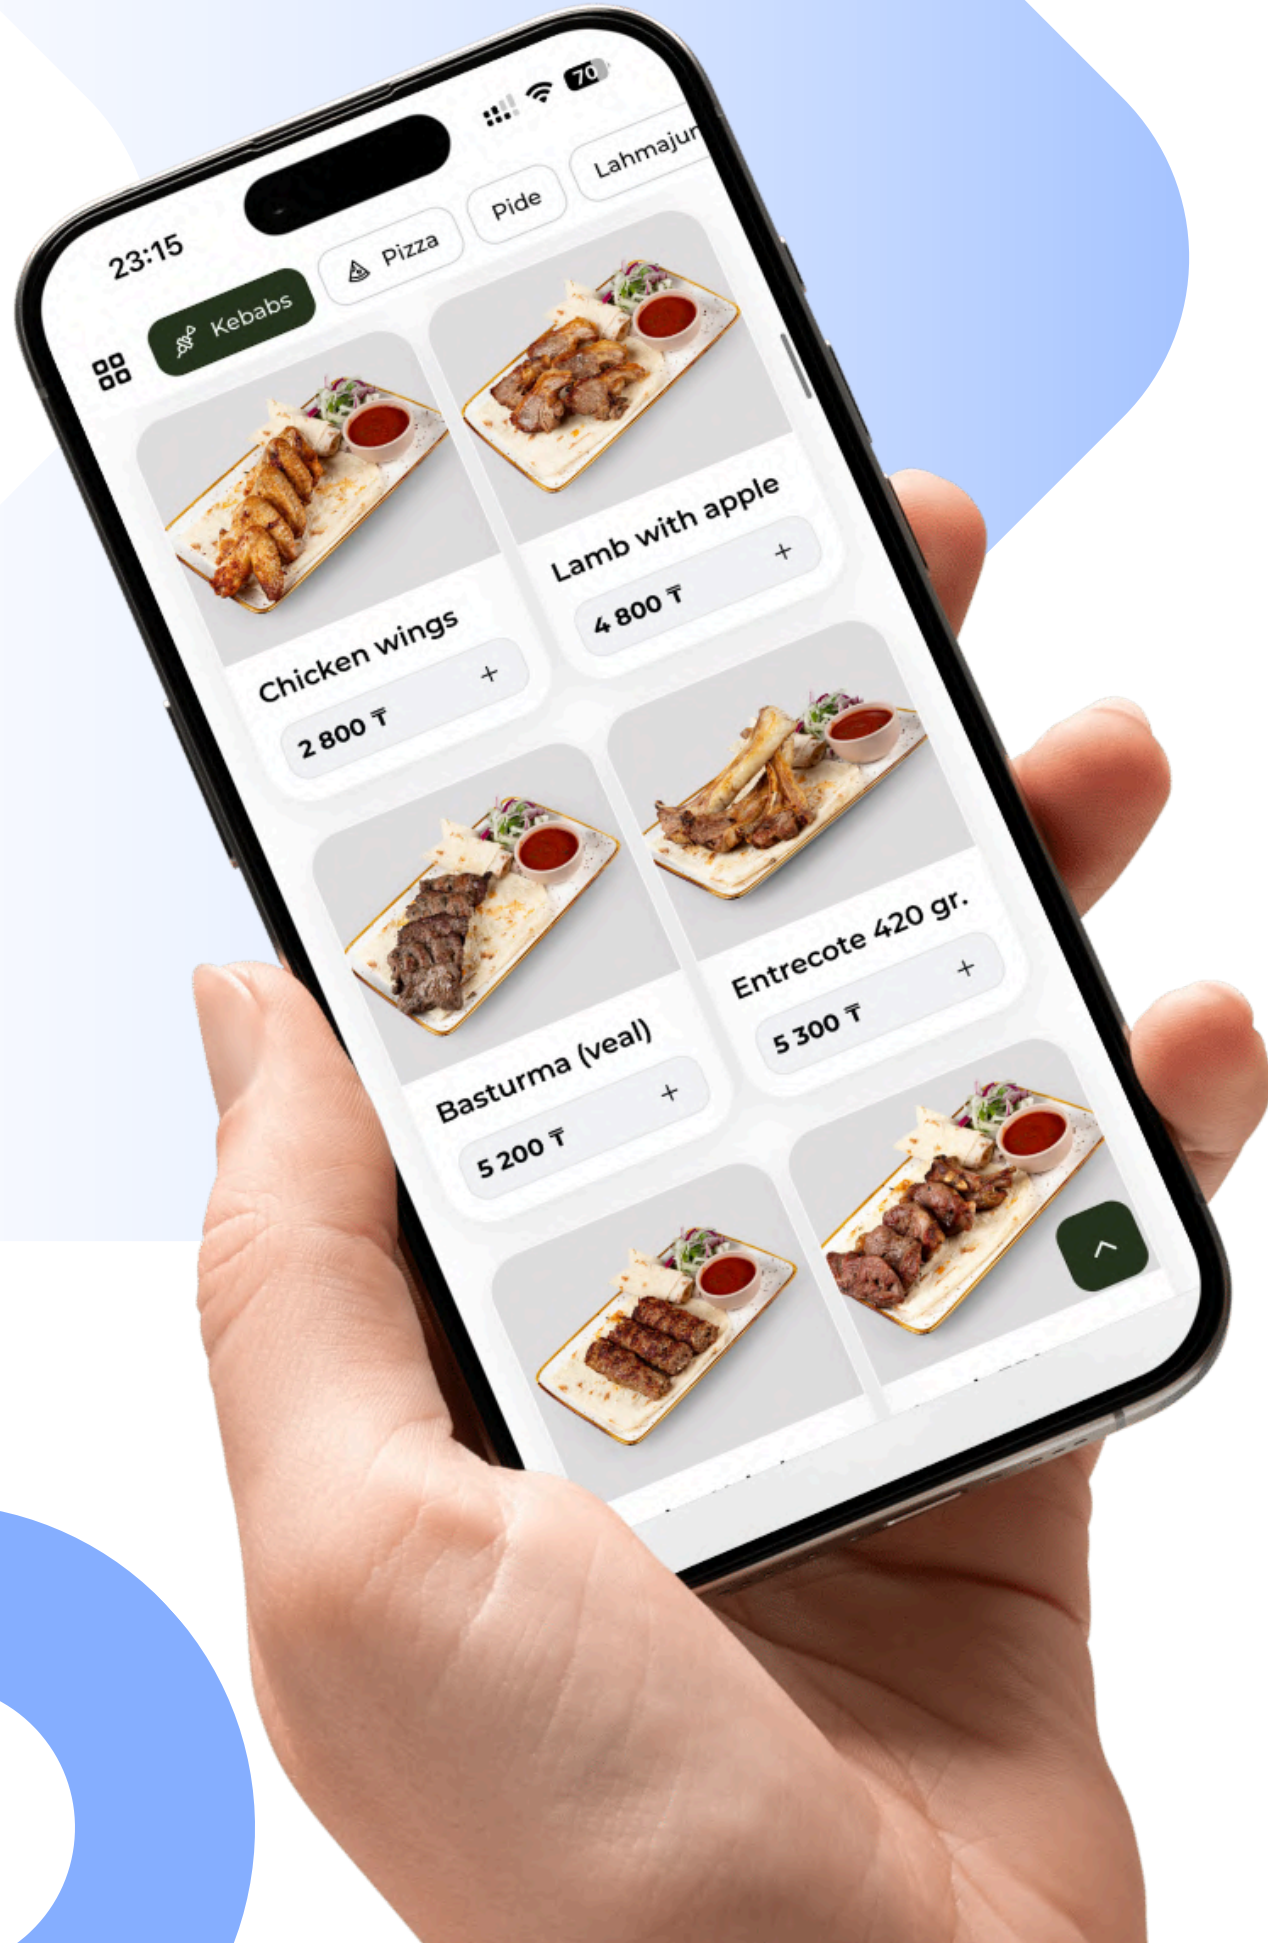 23:15
70
Kebabs
Pizza
Pide
Lahmajun
Chicken wings
2 800 ₸
Lamb with apple
4 800 ₸
Basturma (veal)
5 200 ₸
Entrecote 420 gr.
5 300 ₸